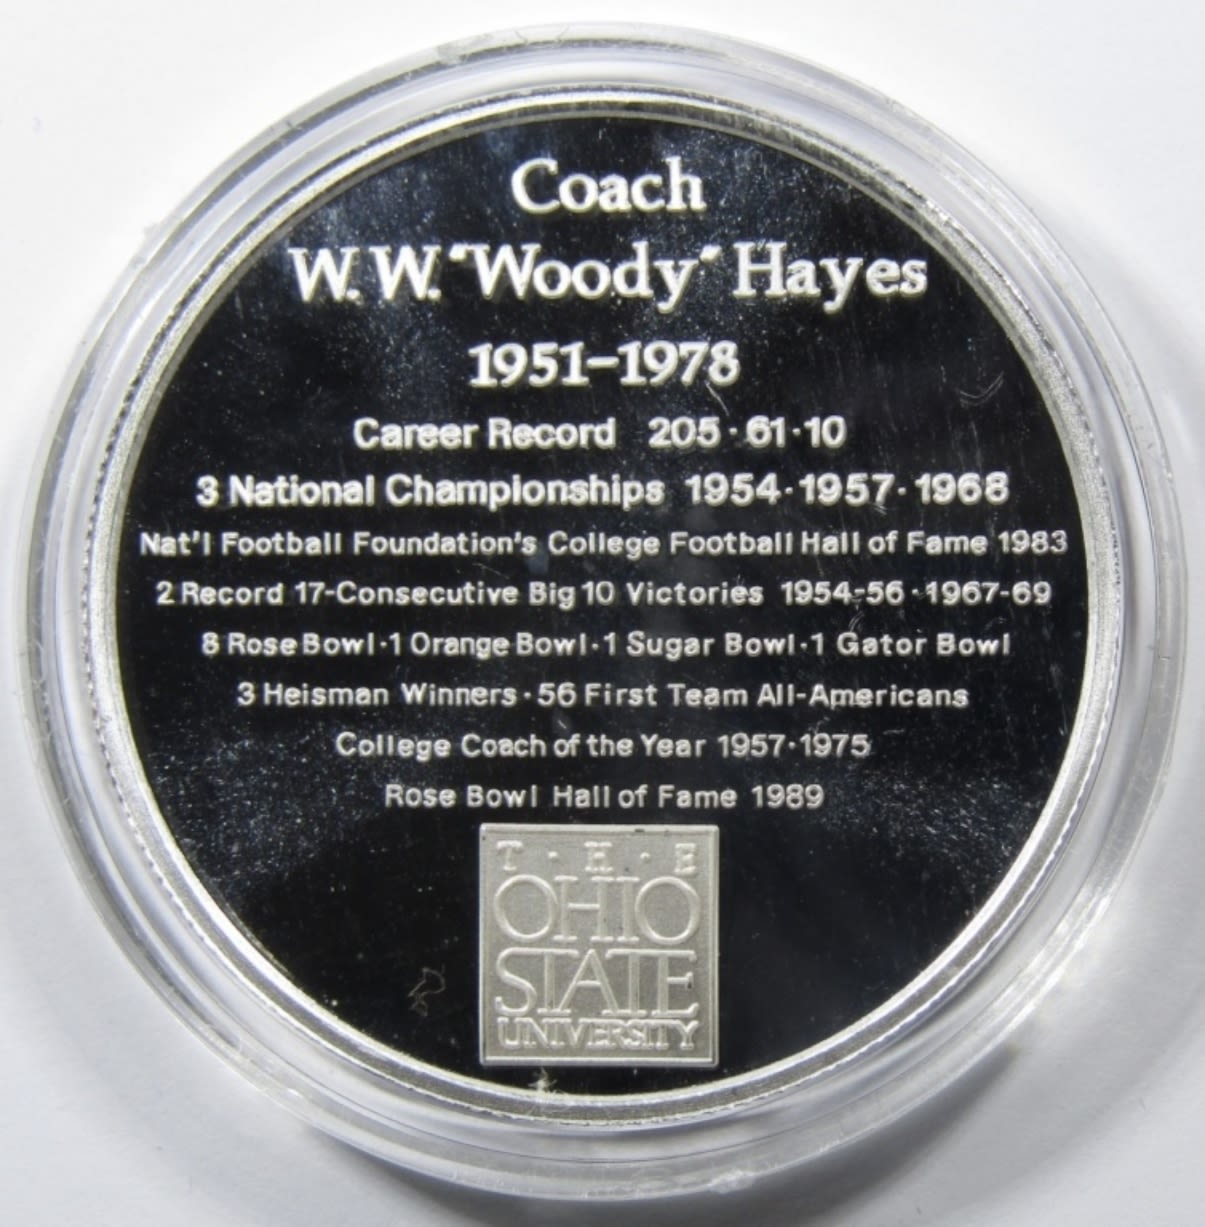 Coach
W. W. "Woody" Hayes
1951-1978
Career Record 205·61·10
3 National Championships 1954·1957·1968
Nat'l Football Foundation's College Football Hall of Fame 1983
2 Record 17-Consecutive Big 10 Victories 1954-56·1967-69
8 Rose Bowl·1 Orange Bowl·1 Sugar Bowl·1 Gator Bowl
3 Heisman Winners·56 First Team All-Americans
College Coach of the Year 1957·1975
Rose Bowl Hall of Fame 1989
T·H·E
OHIO
STATE
UNIVERSITY